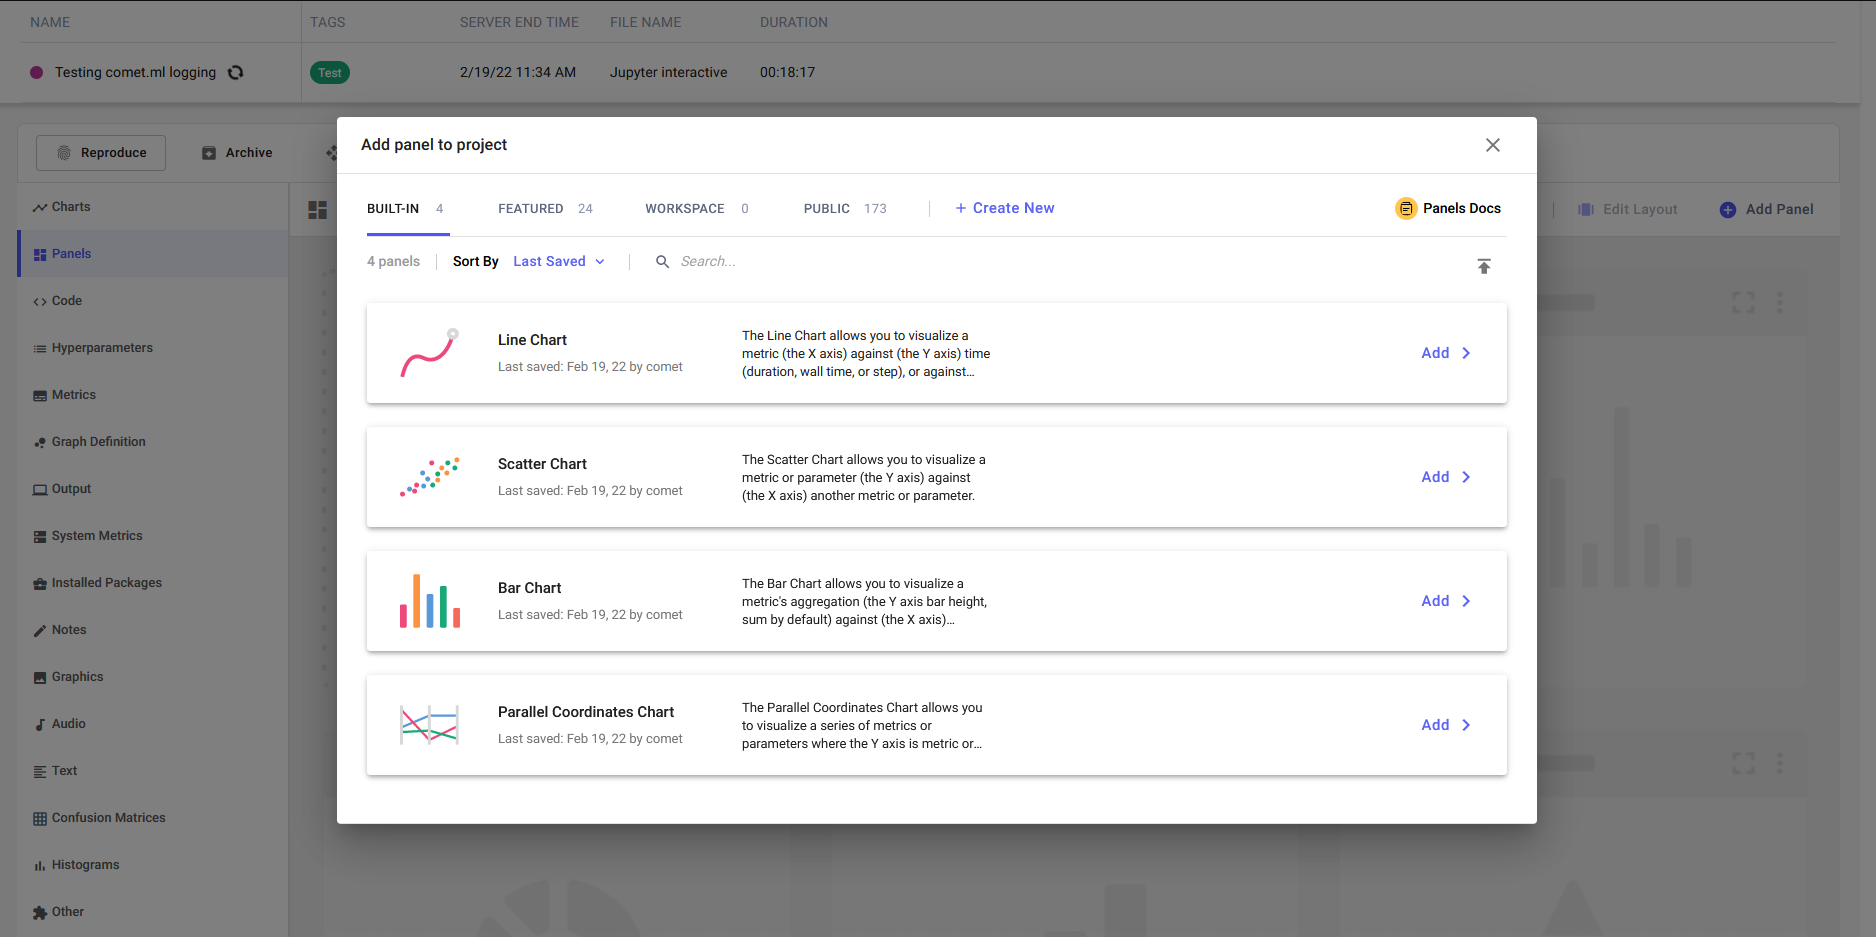 NAME TAGS SERVER END TIME FILE NAME DURATION
Testing comet.ml logging Test 2/19/22 11:34 AM Jupyter interactive 00:18:17
Reproduce Archive
Charts
Panels
Code
Hyperparameters
Metrics
Graph Definition
Output
System Metrics
Installed Packages
Notes
Graphics
Audio
Text
Confusion Matrices
Histograms
Other
Edit Layout Add Panel
Add panel to project
BUILT-IN 4 FEATURED 24 WORKSPACE 0 PUBLIC 173 + Create New Panels Docs
4 panels Sort By Last Saved Search...
Line Chart
Last saved: Feb 19, 22 by comet
The Line Chart allows you to visualize a
metric (the X axis) against (the Y axis) time
(duration, wall time, or step), or against...
Add
Scatter Chart
Last saved: Feb 19, 22 by comet
The Scatter Chart allows you to visualize a
metric or parameter (the Y axis) against
(the X axis) another metric or parameter.
Add
Bar Chart
Last saved: Feb 19, 22 by comet
The Bar Chart allows you to visualize a
metric's aggregation (the Y axis bar height,
sum by default) against (the X axis)...
Add
Parallel Coordinates Chart
Last saved: Feb 19, 22 by comet
The Parallel Coordinates Chart allows you
to visualize a series of metrics or
parameters where the Y axis is metric or...
Add